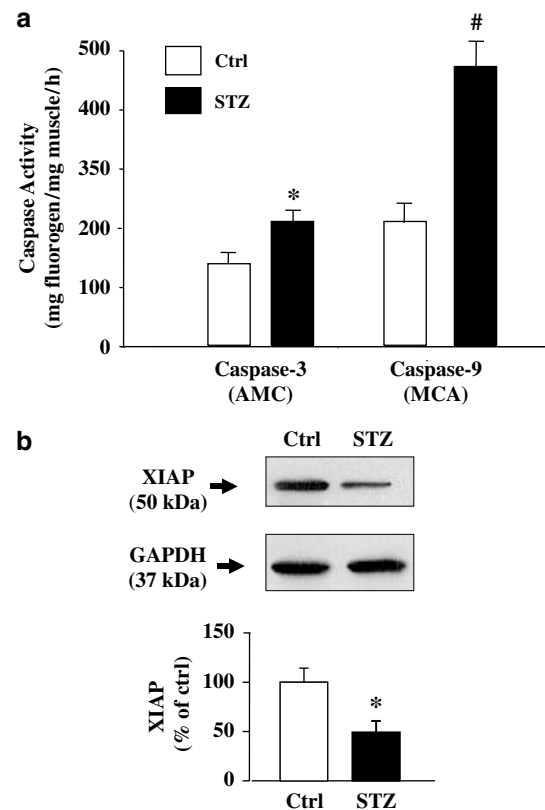 a
500
450
350
200
100
0
Caspase Activity
(mg fluorogen/mg muscle/h)
Ctrl
STZ
*
#
Caspase-3
(AMC)
Caspase-9
(MCA)
b
Ctrl STZ
XIAP
(50 kDa)
GAPDH
(37 kDa)
150
100
50
0
XIAP
(% of ctrl)
*
Ctrl STZ